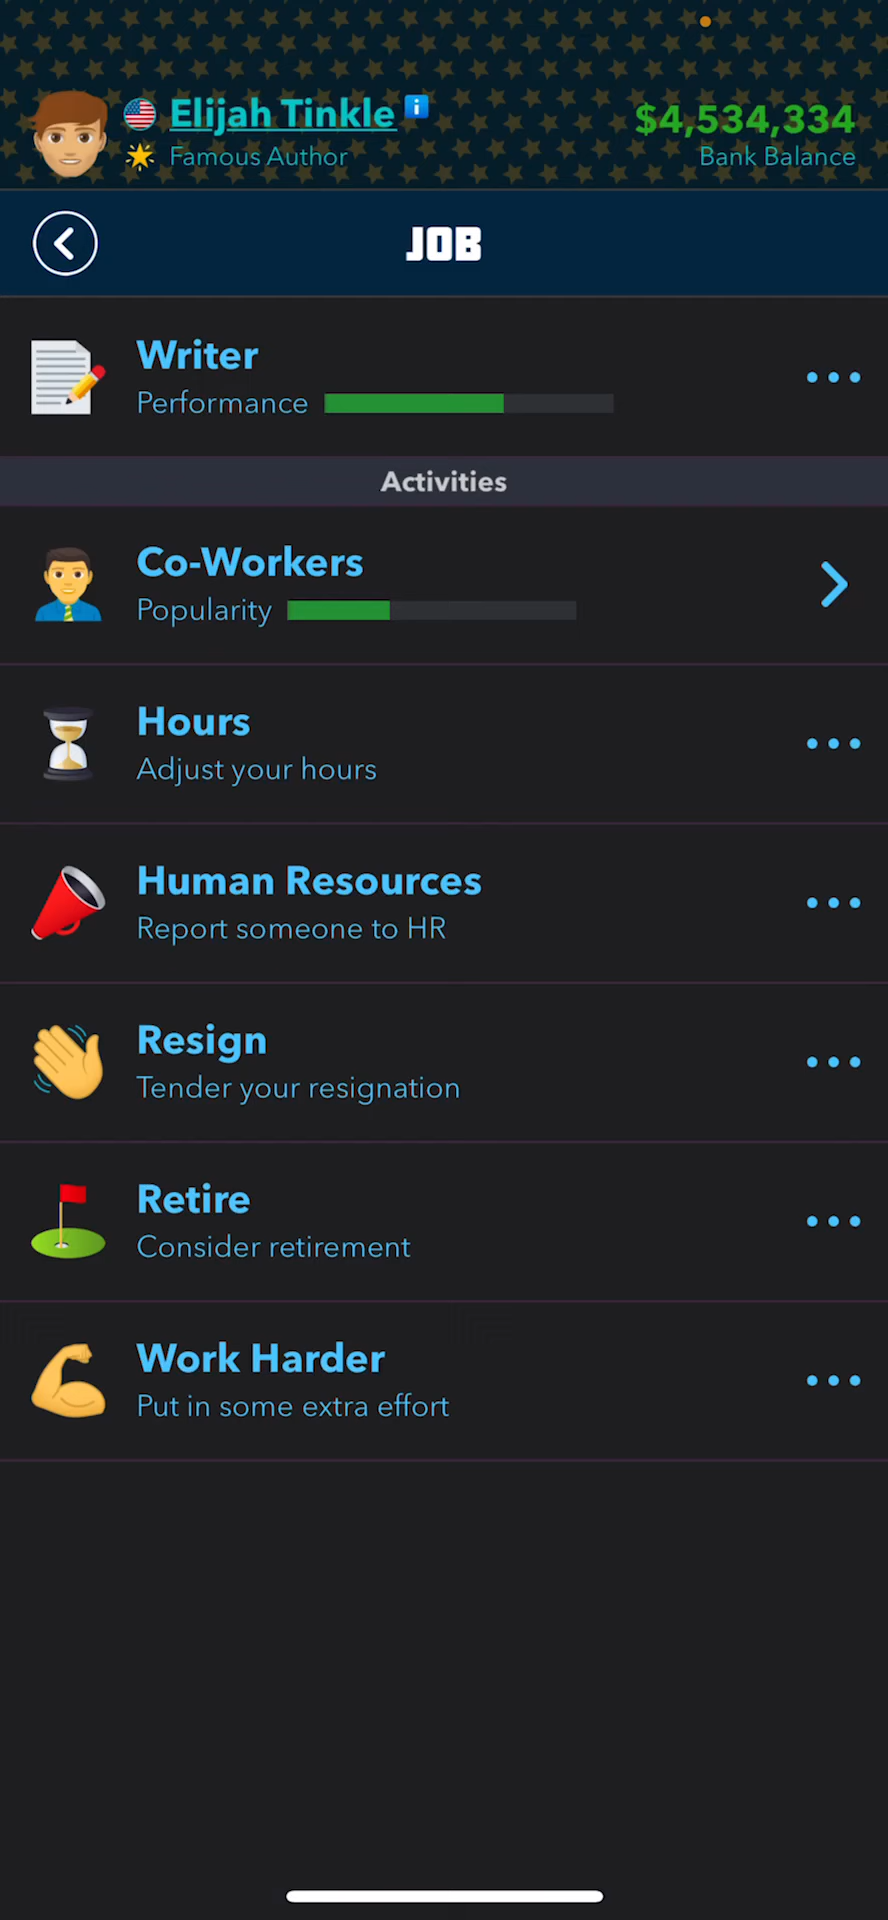 Elijah Tinkle i
Famous Author
$4,534,334
Bank Balance
JOB
Writer
Performance
Activities
Co-Workers
Popularity
Hours
Adjust your hours
Human Resources
Report someone to HR
Resign
Tender your resignation
Retire
Consider retirement
Work Harder
Put in some extra effort